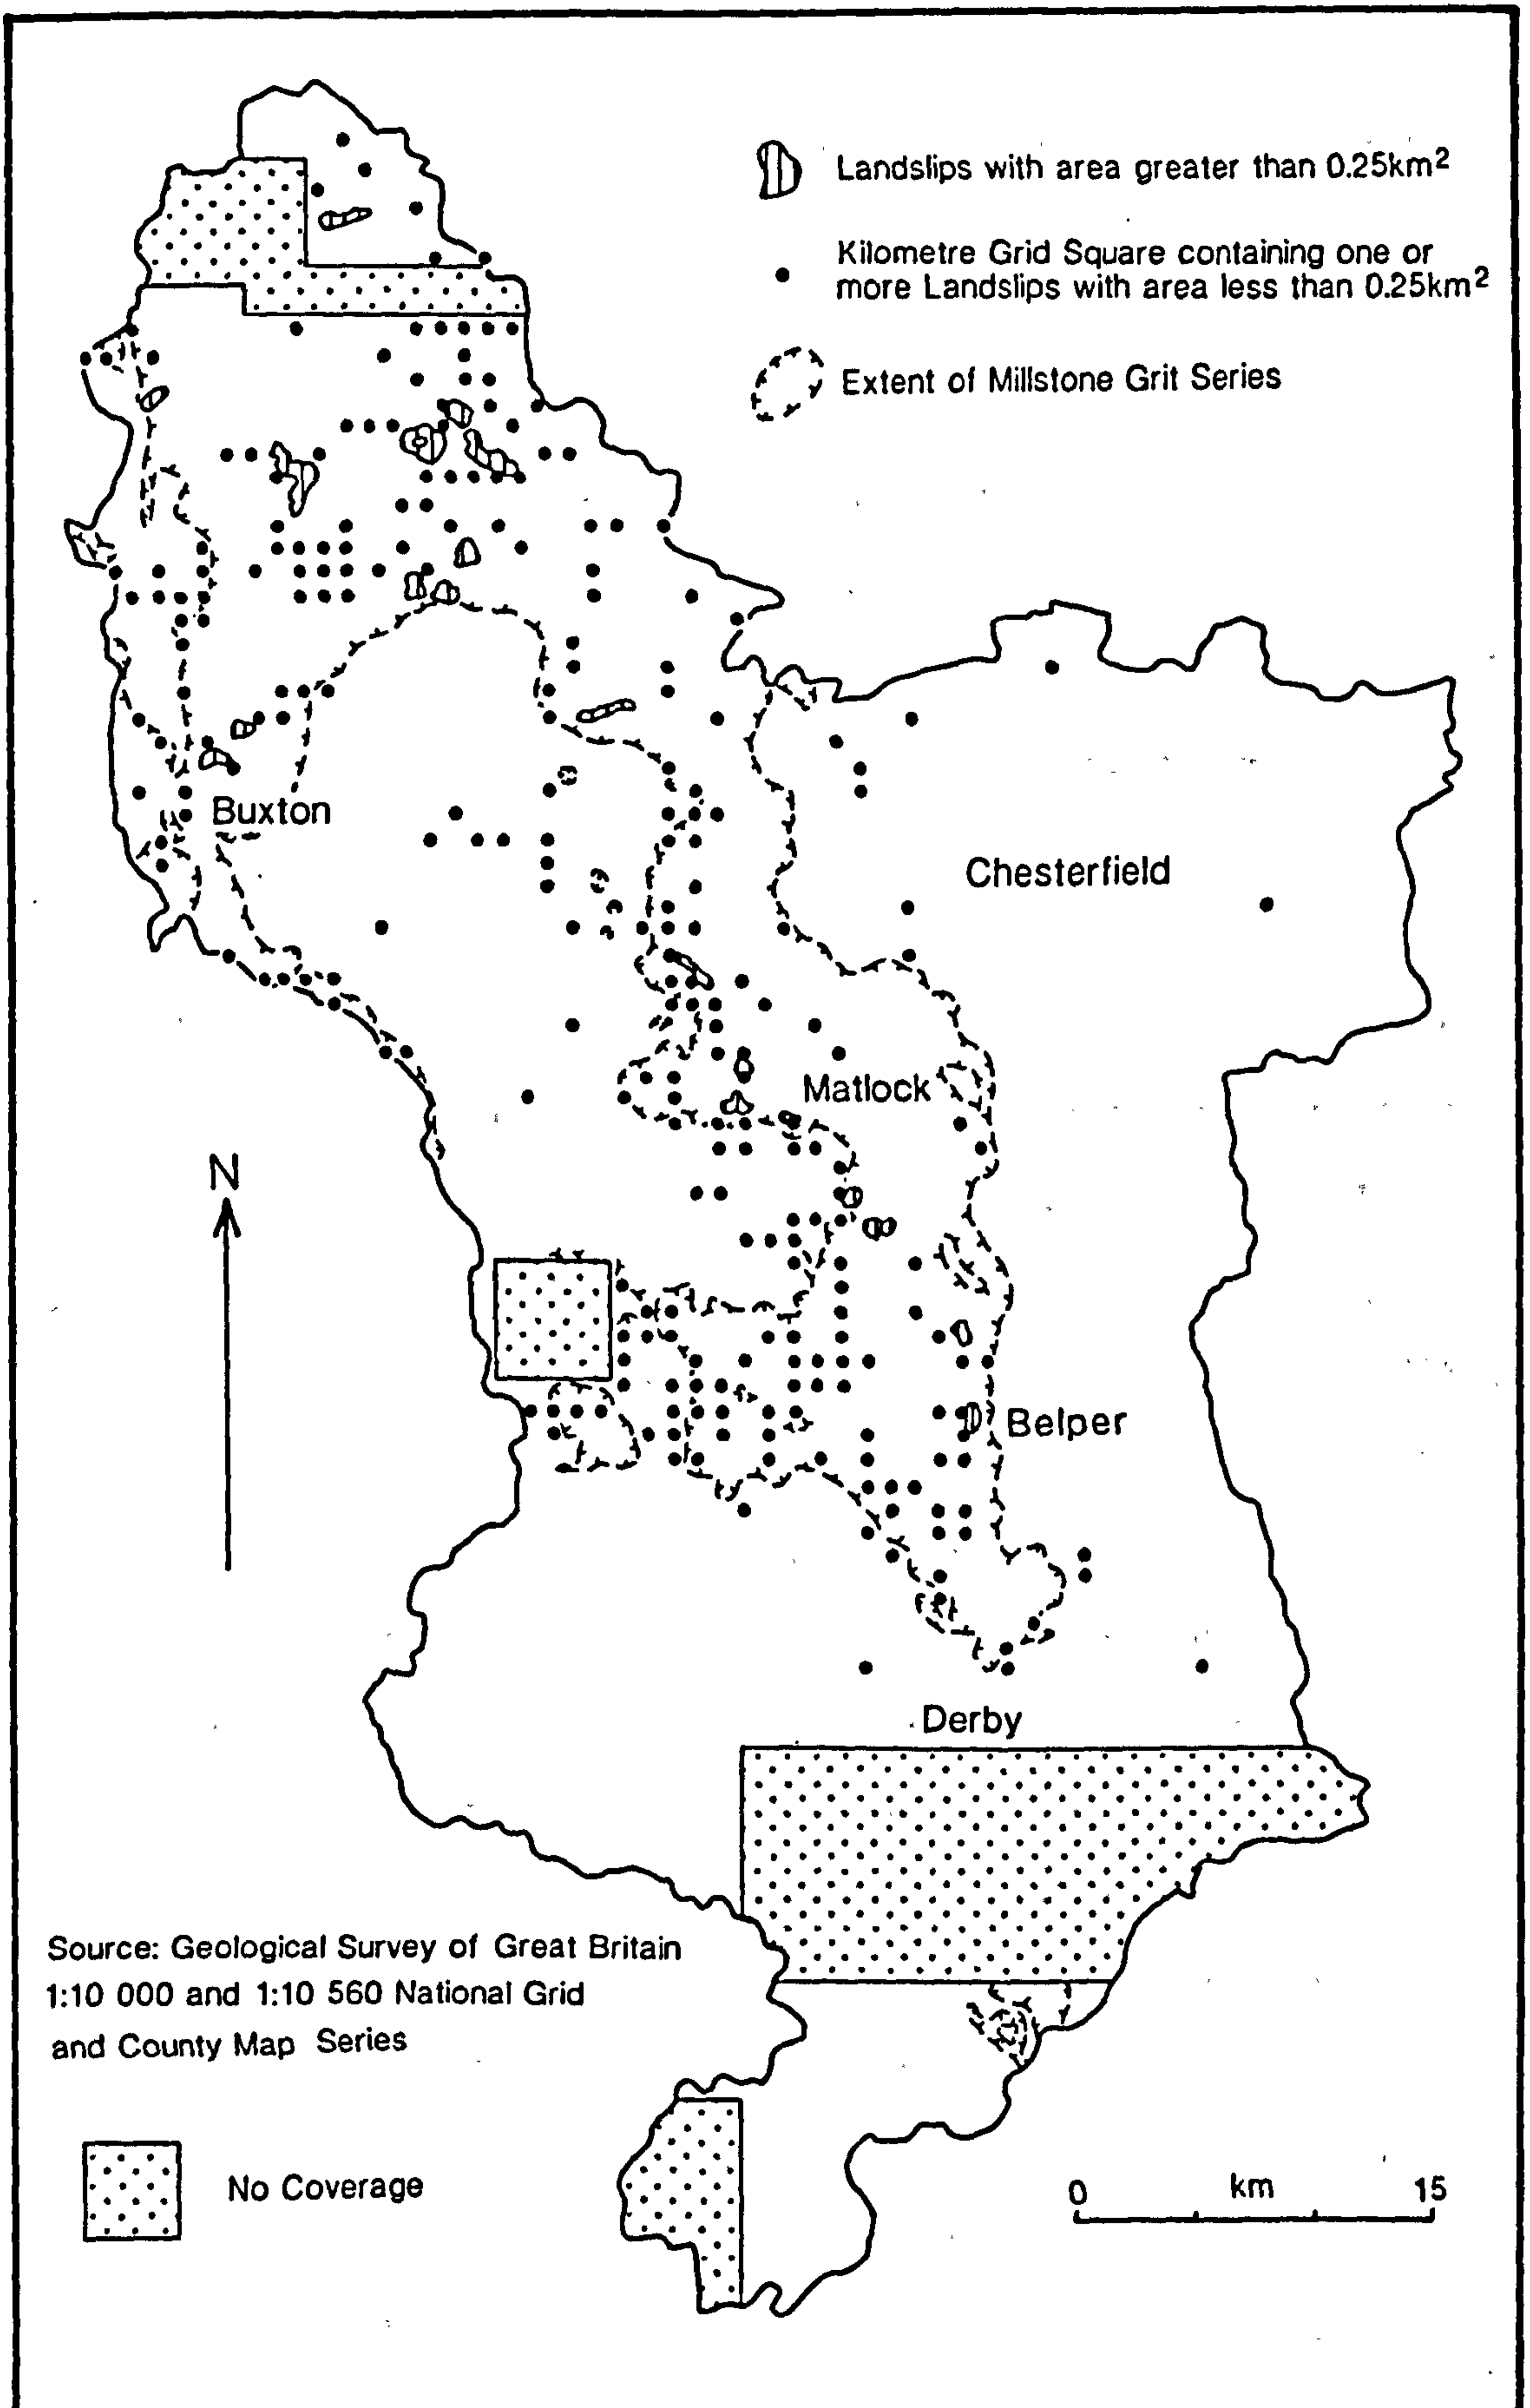 Landslips with area greater than 0.25km²
Kilometre Grid Square containing one or
more Landslips with area less than 0.25km²
Extent of Millstone Grit Series
Buxton
Chesterfield
Matlock
N
Belper
Derby
Source: Geological Survey of Great Britain
1:10 000 and 1:10 560 National Grid
and County Map Series
No Coverage
0 km 15